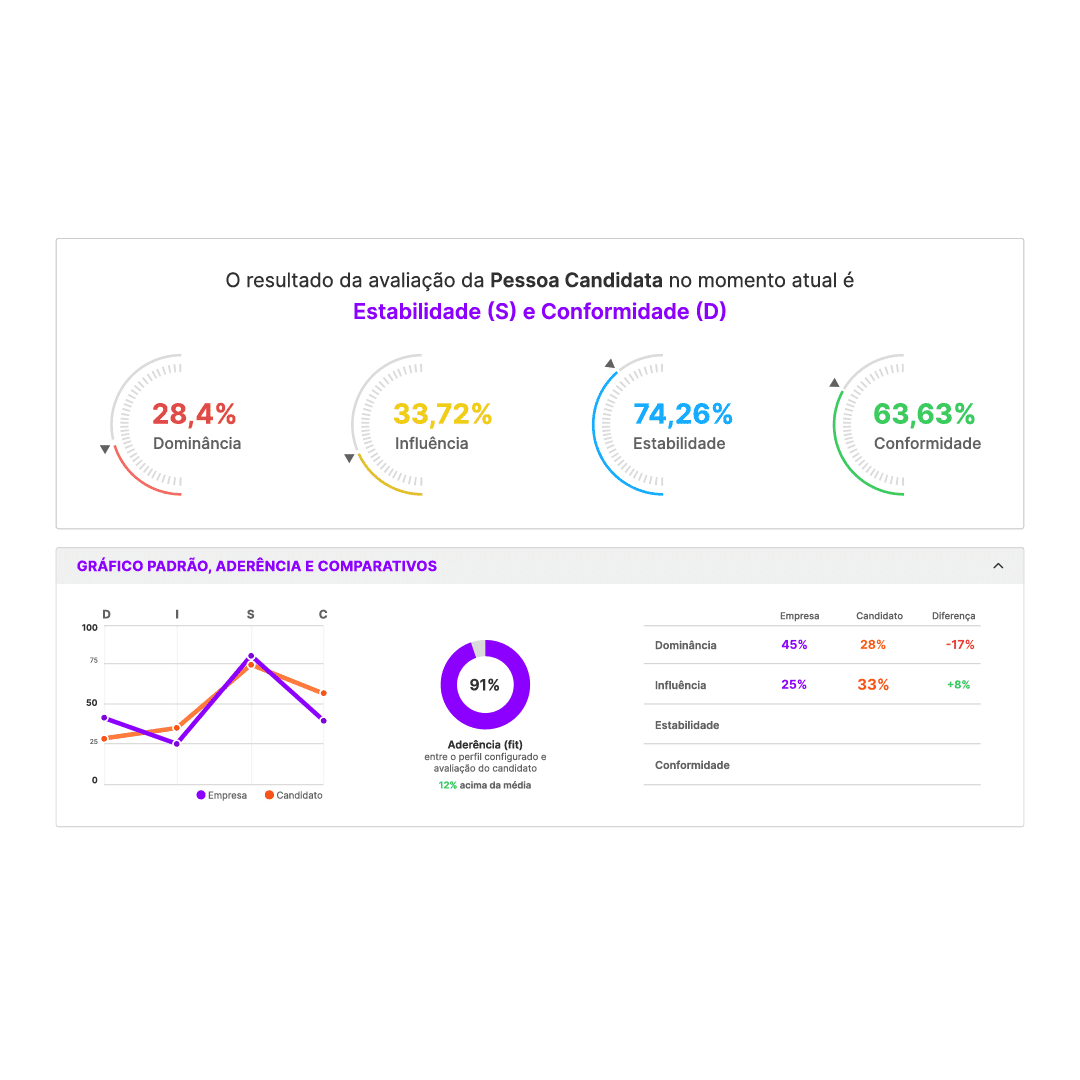 O resultado da avaliação da Pessoa Candidata no momento atual é
Estabilidade (S) e Conformidade (D)
28,4%
Dominância
33,72%
Influência
74,26%
Estabilidade
63,63%
Conformidade
GRÁFICO PADRÃO, ADERÊNCIA E COMPARATIVOS
D I S C
100
75
50
25
0
Empresa Candidato
91%
Aderência (fit)
entre o perfil configurado e
avaliação do candidato
12% acima da média
Empresa Candidato Diferença
Dominância 45% 28% -17%
Influência 25% 33% +8%
Estabilidade
Conformidade